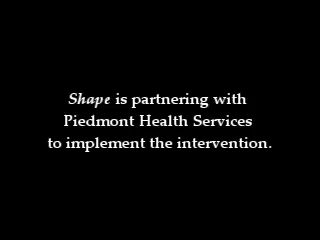 Shape is partnering with
Piedmont Health Services
to implement the intervention.